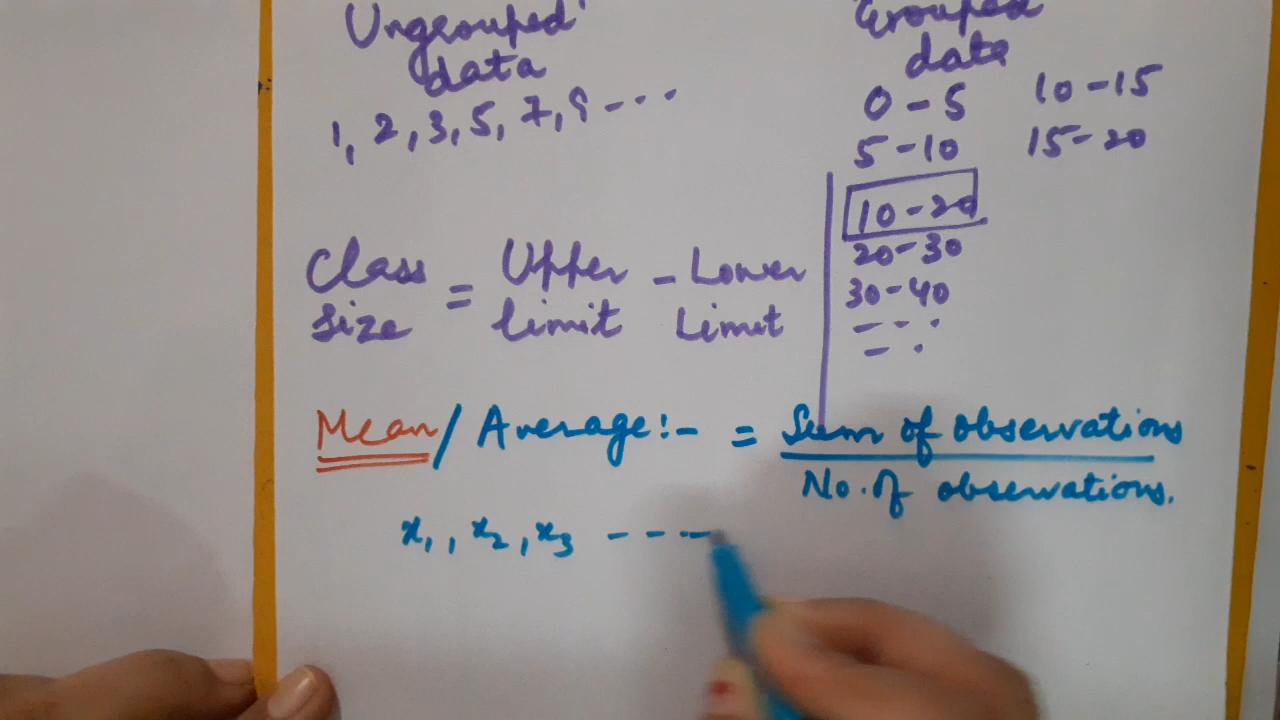 Ungrouped
data
1, 2, 3, 5, 7, 9 - - - -
Grouped
date
0 - 5 10 - 15
5 - 10 15 - 20
10 - 20
20 - 30
30 - 40
Class size = Upper limit - Lower Limit
Mean / Average :- = Sum of observations
No. of observations.
x₁, x₂, x₃ - - - -